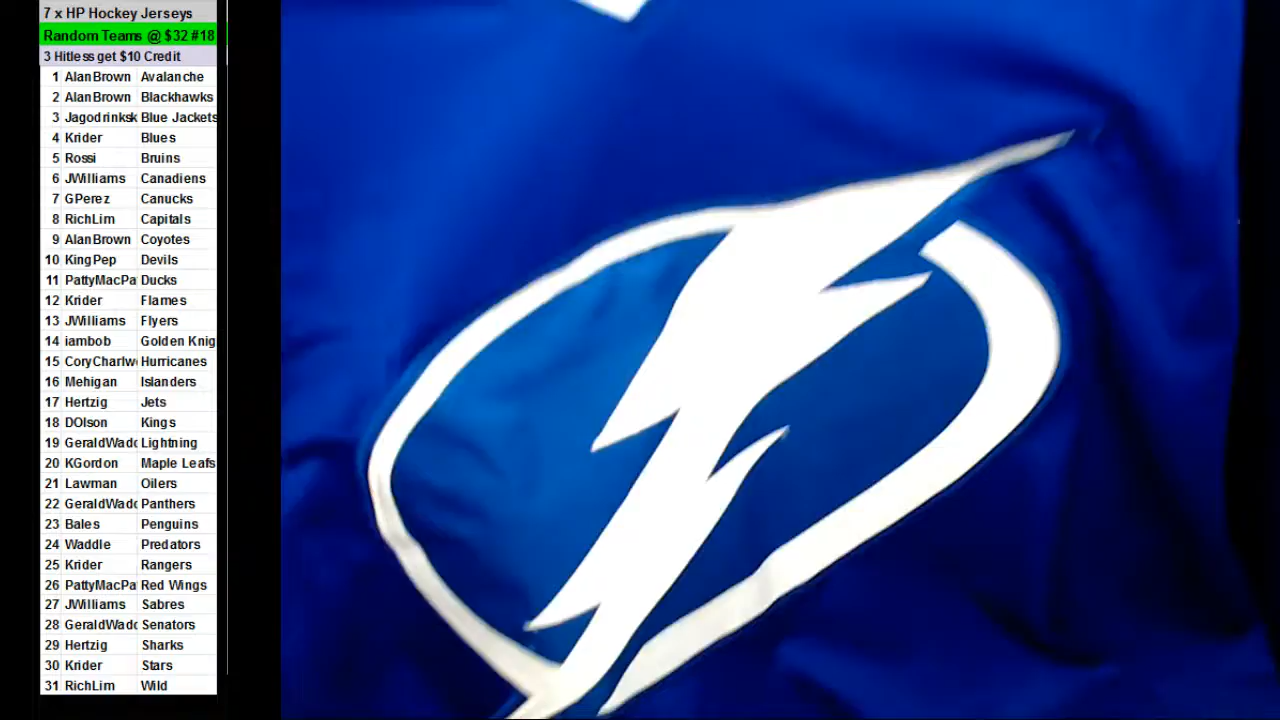 7 x HP Hockey Jerseys
Random Teams @ $32 #18
3 Hitless get $10 Credit
1 AlanBrown Avalanche
2 AlanBrown Blackhawks
3 Jagodrinksk Blue Jackets
4 Krider Blues
5 Rossi Bruins
6 JWilliams Canadiens
7 GPerez Canucks
8 RichLim Capitals
9 AlanBrown Coyotes
10 KingPep Devils
11 PattyMacPa Ducks
12 Krider Flames
13 JWilliams Flyers
14 iambob Golden Knig
15 CoryCharlw Hurricanes
16 Mehigan Islanders
17 Hertzig Jets
18 DOlson Kings
19 GeraldWadd Lightning
20 KGordon Maple Leafs
21 Lawman Oilers
22 GeraldWadd Panthers
23 Bales Penguins
24 Waddle Predators
25 Krider Rangers
26 PattyMacPa Red Wings
27 JWilliams Sabres
28 GeraldWadd Senators
29 Hertzig Sharks
30 Krider Stars
31 RichLim Wild